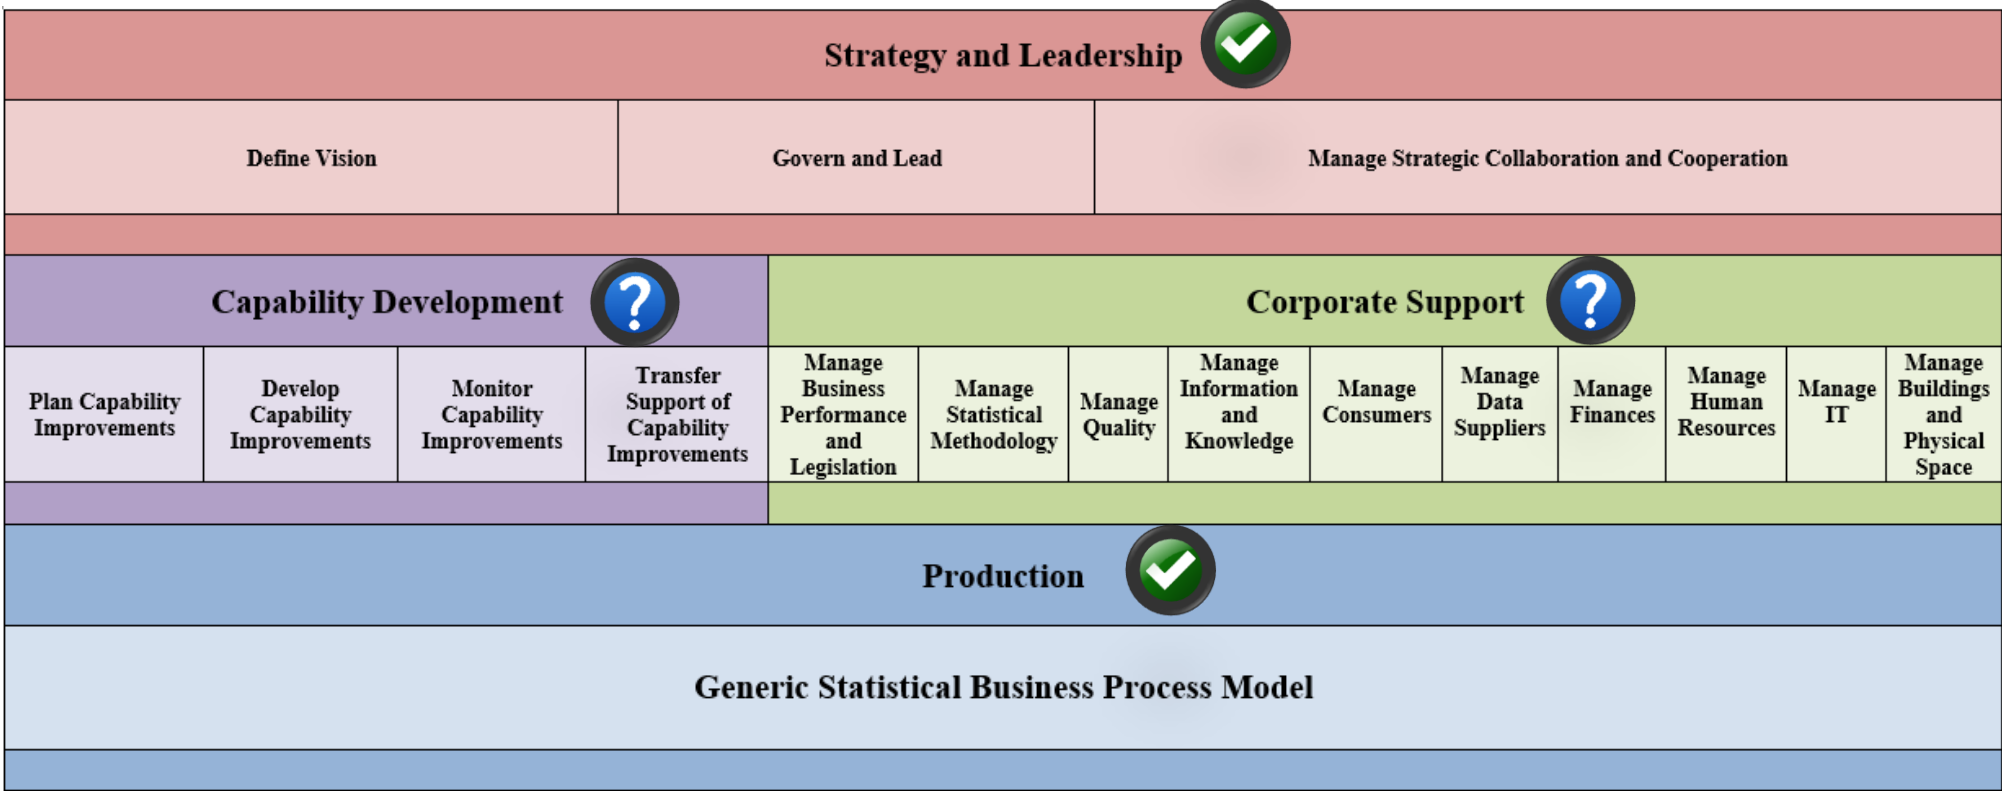 Strategy and Leadership
Define Vision
Govern and Lead
Manage Strategic Collaboration and Cooperation
Capability Development
Corporate Support
Plan Capability
Improvements
Develop
Capability
Improvements
Monitor
Capability
Improvements
Transfer
Support of
Capability
Improvements
Manage
Business
Performance
and
Legislation
Manage
Statistical
Methodology
Manage
Quality
Manage
Information
and
Knowledge
Manage
Consumers
Manage
Data
Suppliers
Manage
Finances
Manage
Human
Resources
Manage
IT
Manage
Buildings
and
Physical
Space
Production
Generic Statistical Business Process Model